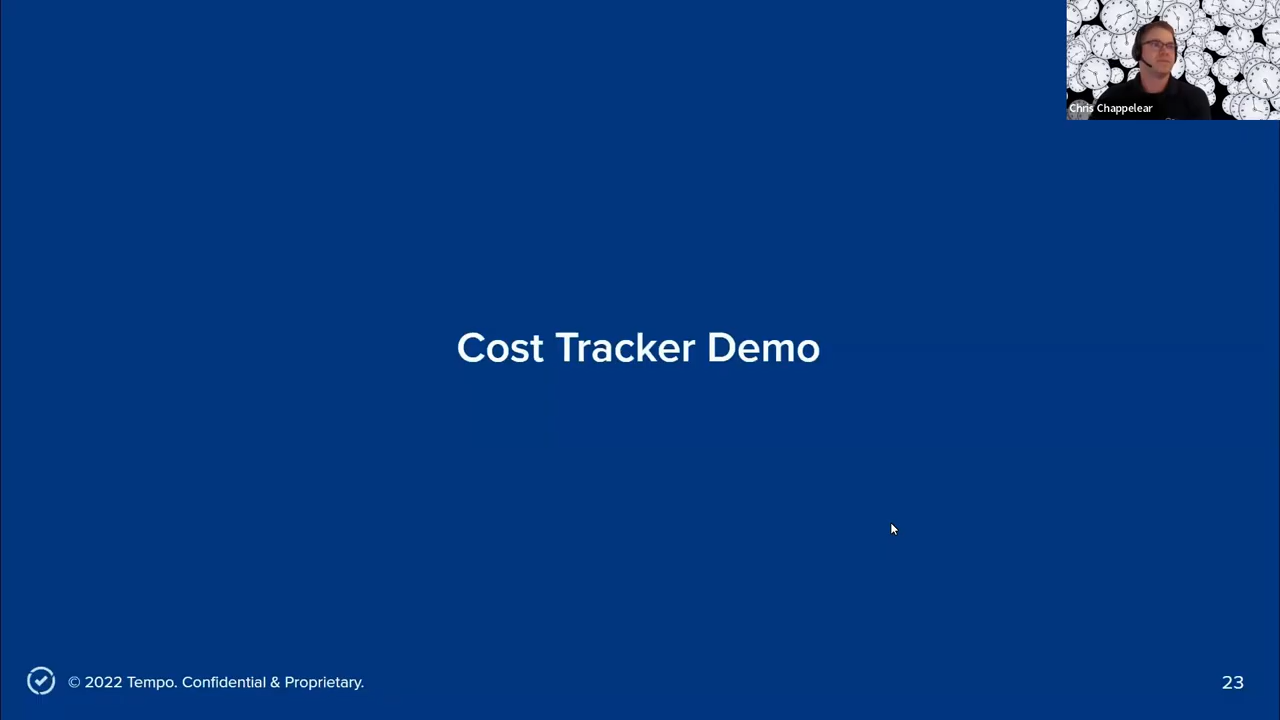 Chris Chappelear
Cost Tracker Demo
© 2022 Tempo. Confidential & Proprietary.
23